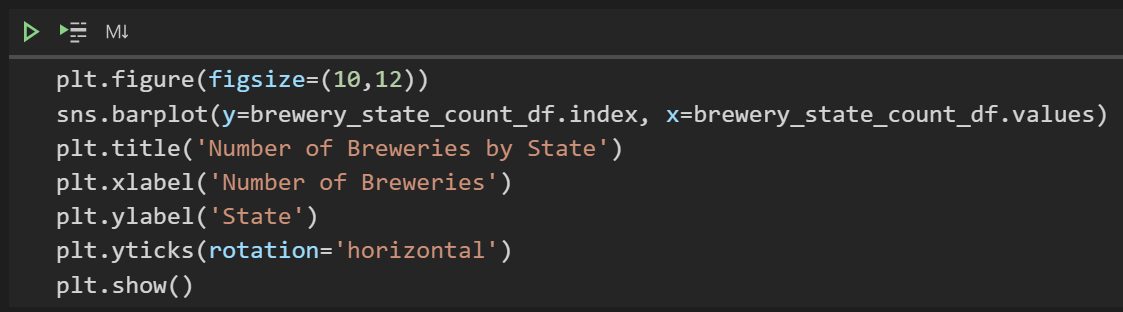 M↓
plt.figure(figsize=(10,12))
sns.barplot(y=brewery_state_count_df.index, x=brewery_state_count_df.values)
plt.title('Number of Breweries by State')
plt.xlabel('Number of Breweries')
plt.ylabel('State')
plt.yticks(rotation='horizontal')
plt.show()